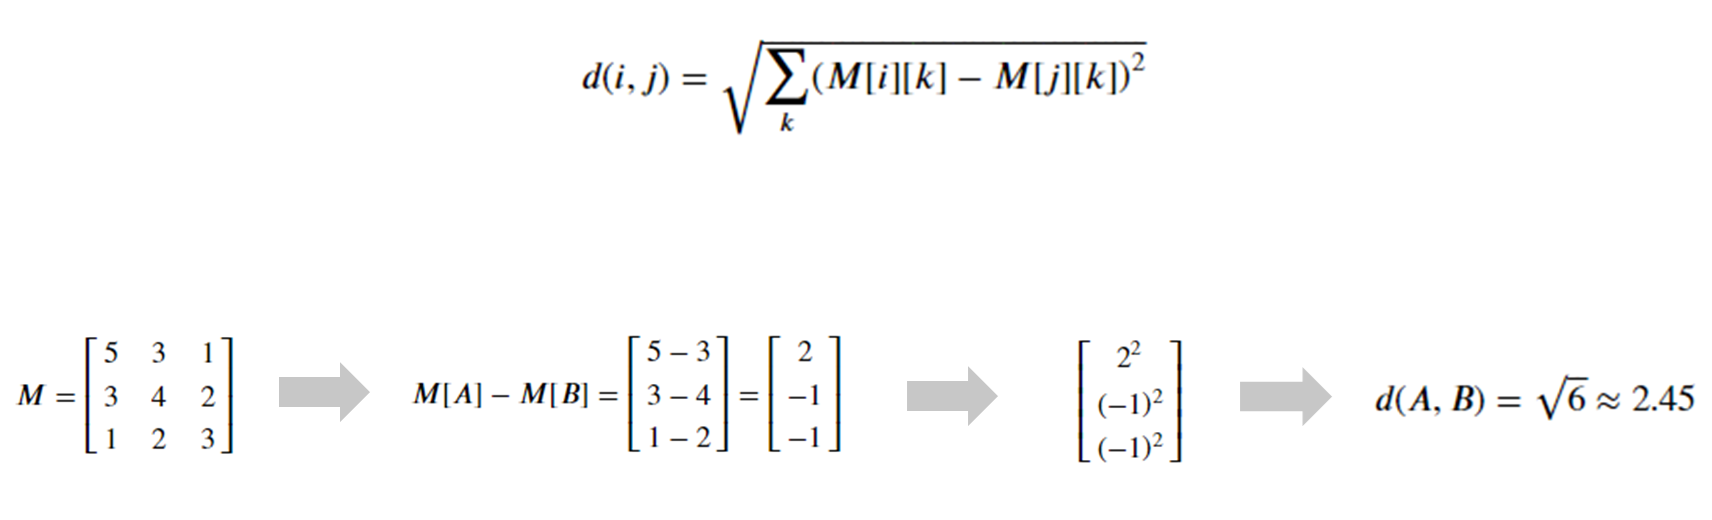 d(i, j) = √∑(M[i][k] − M[j][k])²
k
M = [5 3 1
3 4 2
1 2 3]
M[A] − M[B] = [5 − 3
3 − 4
1 − 2] = [2
−1
−1]
[2²
(−1)²
(−1)²]
d(A, B) = √6 ≈ 2.45